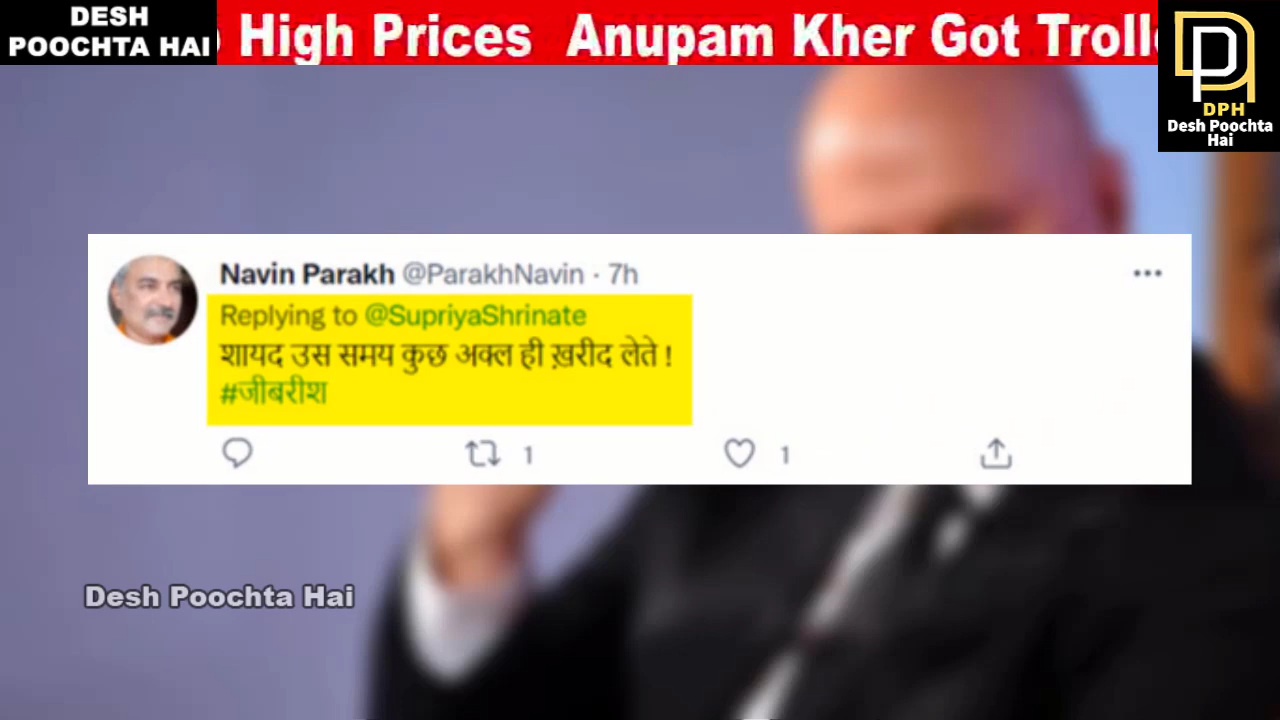 DESH
POOCHTA HAI
High Prices Anupam Kher Got
DPH
Desh Poochta
Hai
Navin Parakh @ParakhNavin · 7h
Replying to @SupriyaShrinate
शायद उस समय कुछ अक्ल ही ख़रीद लेते !
#जीबरीश
1
1
Desh Poochta Hai